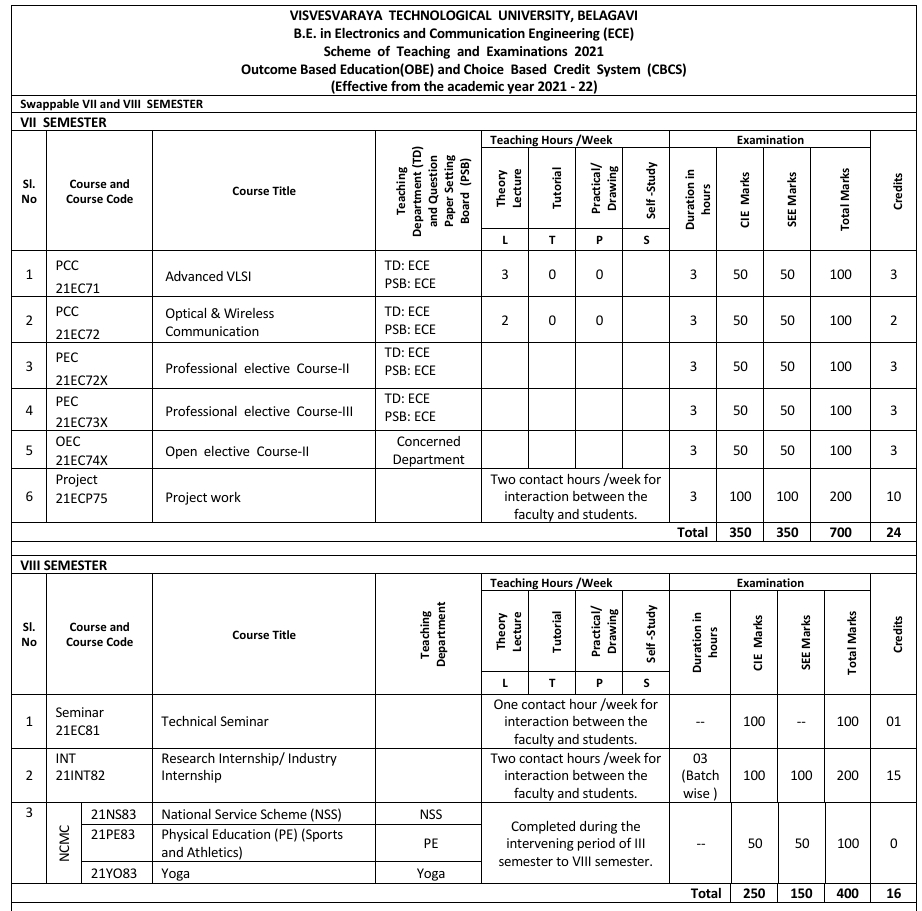 VISVESVARAYA TECHNOLOGICAL UNIVERSITY, BELAGAVI
B.E. in Electronics and Communication Engineering (ECE)
Scheme of Teaching and Examinations 2021
Outcome Based Education(OBE) and Choice Based Credit System (CBCS)
(Effective from the academic year 2021 - 22)
Swappable VII and VIII SEMESTER
VII SEMESTER
Sl. No
Course and Course Code
Course Title
Teaching Department (TD) and Question Paper Setting Board (PSB)
Teaching Hours /Week
Examination
Credits
Theory Lecture
Tutorial
Practical/ Drawing
Self -Study
Duration in hours
CIE Marks
SEE Marks
Total Marks
L T P S
1 PCC 21EC71 Advanced VLSI TD: ECE PSB: ECE 3 0 0 3 50 50 100 3
2 PCC 21EC72 Optical & Wireless Communication TD: ECE PSB: ECE 2 0 0 3 50 50 100 2
3 PEC 21EC72X Professional elective Course-II TD: ECE PSB: ECE 3 50 50 100 3
4 PEC 21EC73X Professional elective Course-III TD: ECE PSB: ECE 3 50 50 100 3
5 OEC 21EC74X Open elective Course-II Concerned Department 3 50 50 100 3
6 Project 21ECP75 Project work Two contact hours /week for interaction between the faculty and students. 3 100 100 200 10
Total 350 350 700 24
VIII SEMESTER
Sl. No
Course and Course Code
Course Title
Teaching Department
Teaching Hours /Week
Examination
Credits
Theory Lecture
Tutorial
Practical/ Drawing
Self -Study
Duration in hours
CIE Marks
SEE Marks
Total Marks
L T P S
1 Seminar 21EC81 Technical Seminar One contact hour /week for interaction between the faculty and students. -- 100 -- 100 01
2 INT 21INT82 Research Internship/ Industry Internship Two contact hours /week for interaction between the faculty and students. 03 (Batch wise ) 100 100 200 15
3 NCMC 21NS83 National Service Scheme (NSS) NSS Completed during the intervening period of III semester to VIII semester. -- 50 50 100 0
21PE83 Physical Education (PE) (Sports and Athletics) PE
21YO83 Yoga Yoga
Total 250 150 400 16